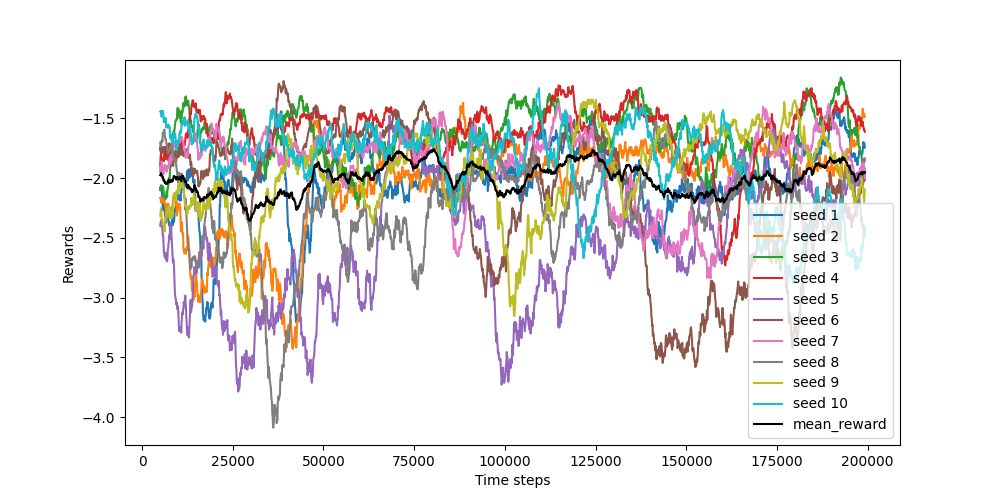 −1.5
−2.0
−2.5
−3.0
−3.5
−4.0
Rewards
0
25000
50000
75000
100000
125000
150000
175000
200000
Time steps
seed 1
seed 2
seed 3
seed 4
seed 5
seed 6
seed 7
seed 8
seed 9
seed 10
mean_reward